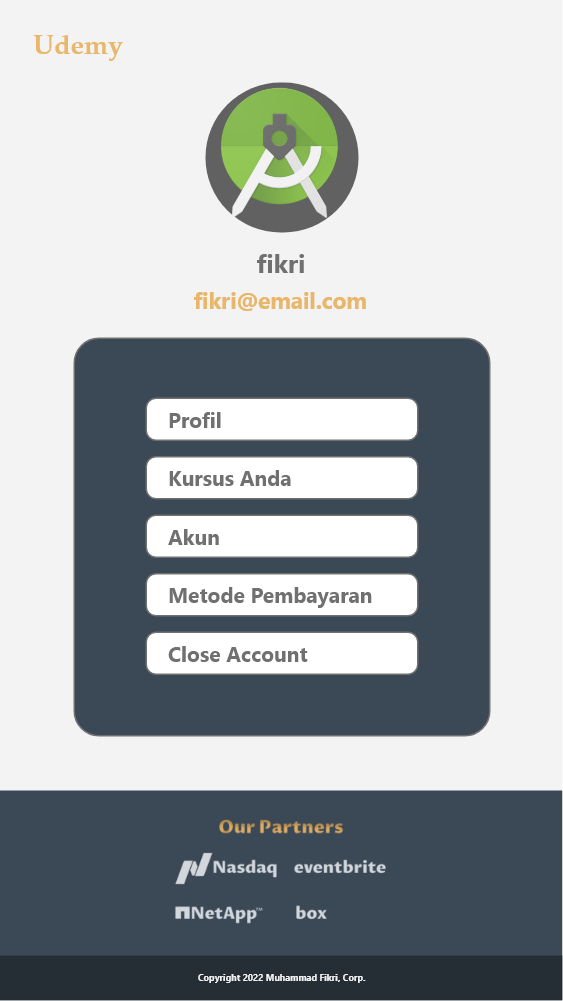 Udemy
fikri
fikri@email.com
Profil
Kursus Anda
Akun
Metode Pembayaran
Close Account
Our Partners
Nasdaq eventbrite
NetApp™ box
Copyright 2022 Muhammad Fikri, Corp.